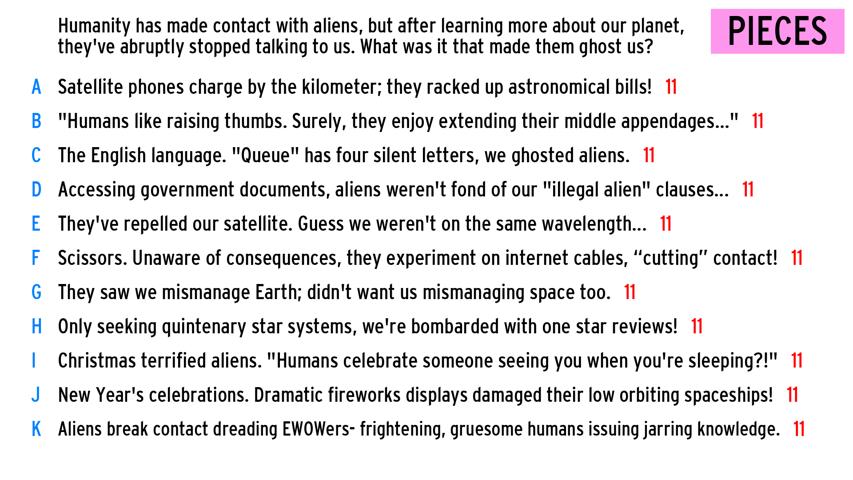 Humanity has made contact with aliens, but after learning more about our planet,
they've abruptly stopped talking to us. What was it that made them ghost us?
PIECES
A Satellite phones charge by the kilometer; they racked up astronomical bills! 11
B "Humans like raising thumbs. Surely, they enjoy extending their middle appendages..." 11
C The English language. "Queue" has four silent letters, we ghosted aliens. 11
D Accessing government documents, aliens weren't fond of our "illegal alien" clauses... 11
E They've repelled our satellite. Guess we weren't on the same wavelength... 11
F Scissors. Unaware of consequences, they experiment on internet cables, “cutting” contact! 11
G They saw we mismanage Earth; didn't want us mismanaging space too. 11
H Only seeking quintenary star systems, we're bombarded with one star reviews! 11
I Christmas terrified aliens. "Humans celebrate someone seeing you when you're sleeping?!" 11
J New Year's celebrations. Dramatic fireworks displays damaged their low orbiting spaceships! 11
K Aliens break contact dreading EWOWers- frightening, gruesome humans issuing jarring knowledge. 11